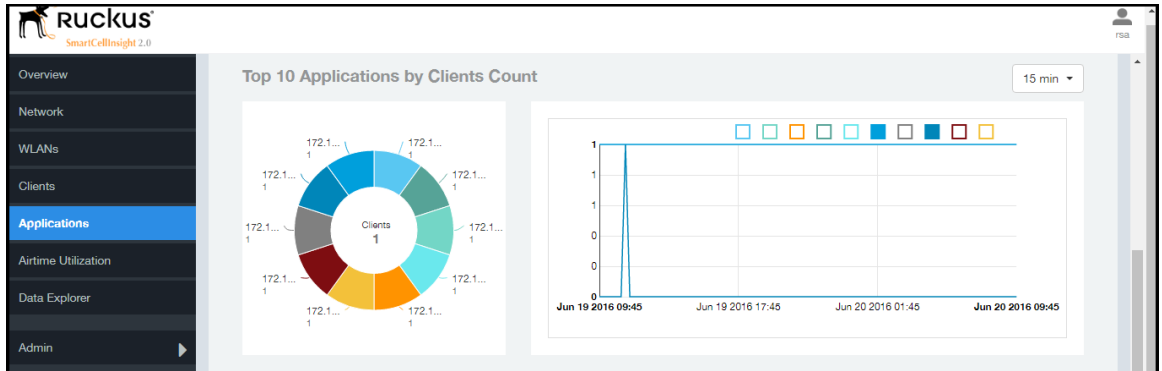 RUCKUS
SmartCellInsight 2.0
rsa
Overview
Network
WLANs
Clients
Applications
Airtime Utilization
Data Explorer
Admin
Top 10 Applications by Clients Count
15 min
172.1...
1
172.1...
1
172.1...
1
172.1...
1
172.1...
1
172.1...
1
172.1...
1
172.1...
1
172.1...
1
172.1...
1
Clients
1
1
1
1
0
0
0
Jun 19 2016 09:45
Jun 19 2016 17:45
Jun 20 2016 01:45
Jun 20 2016 09:45